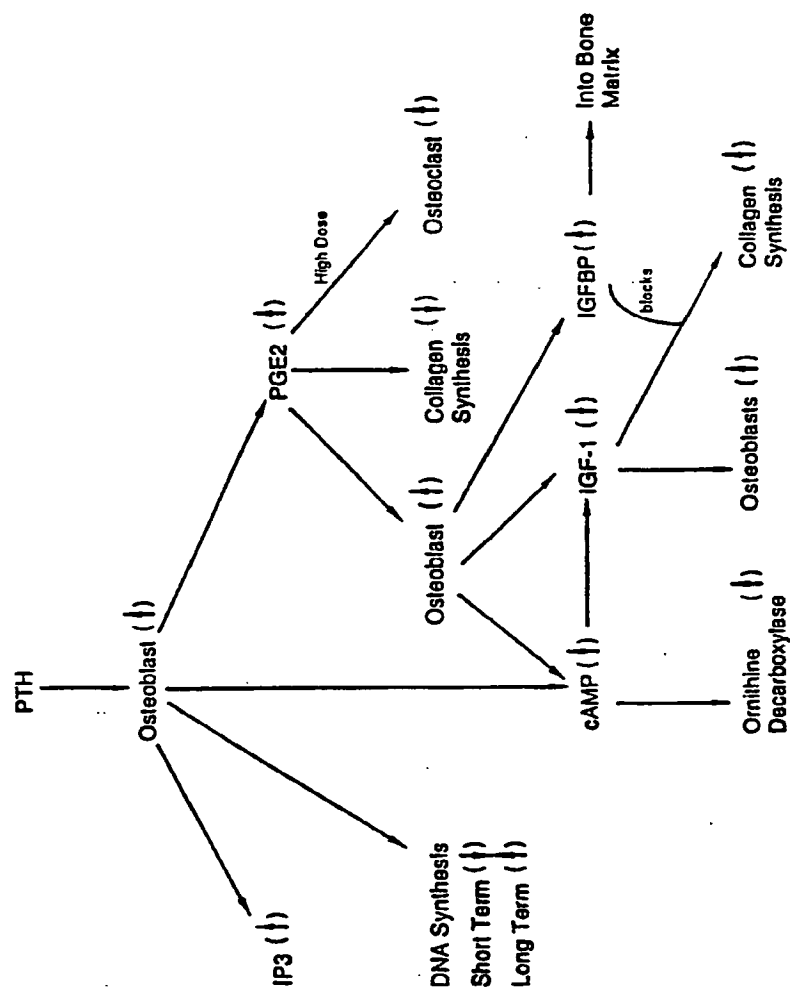 PTH
Osteoblast
PGE2
IP3
High Dose
DNA Synthesis
Short Term
Long Term
Osteoblast
Collagen
Synthesis
Osteoclast
cAMP
IGF-1
IGFBP
Into Bone
Matrix
blocks
Ornithine
Decarboxylase
Osteoblasts
Collagen
Synthesis